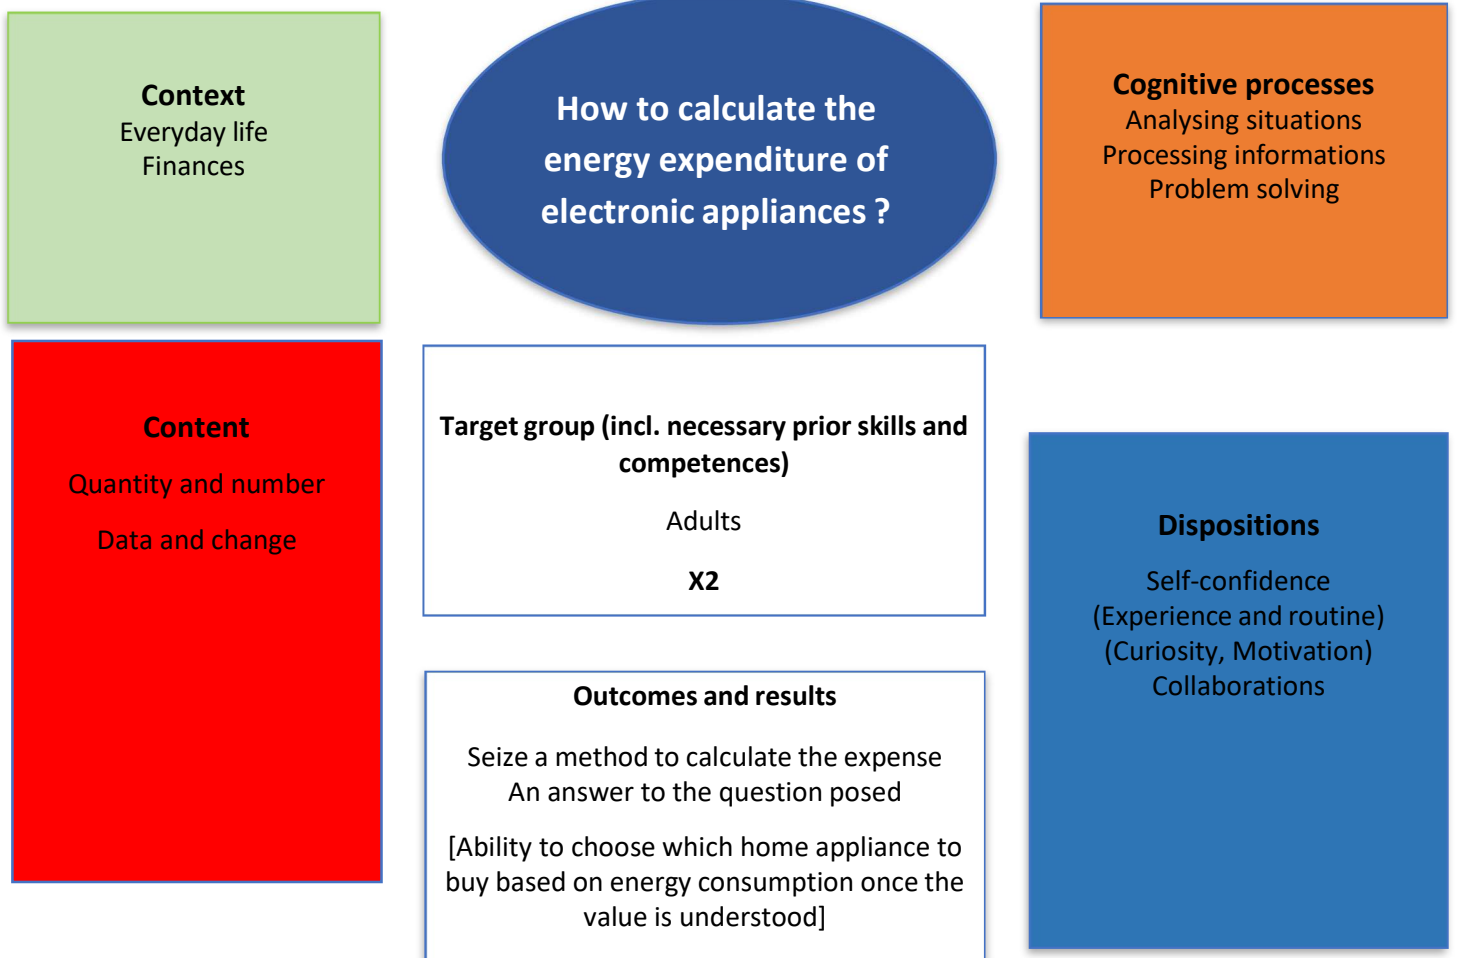 Context
Everyday life
Finances
How to calculate the
energy expenditure of
electronic appliances ?
Cognitive processes
Analysing situations
Processing informations
Problem solving
Content
Quantity and number
Data and change
Target group (incl. necessary prior skills and
competences)
Adults
X2
Dispositions
Self-confidence
(Experience and routine)
(Curiosity, Motivation)
Collaborations
Outcomes and results
Seize a method to calculate the expense
An answer to the question posed
[Ability to choose which home appliance to
buy based on energy consumption once the
value is understood]